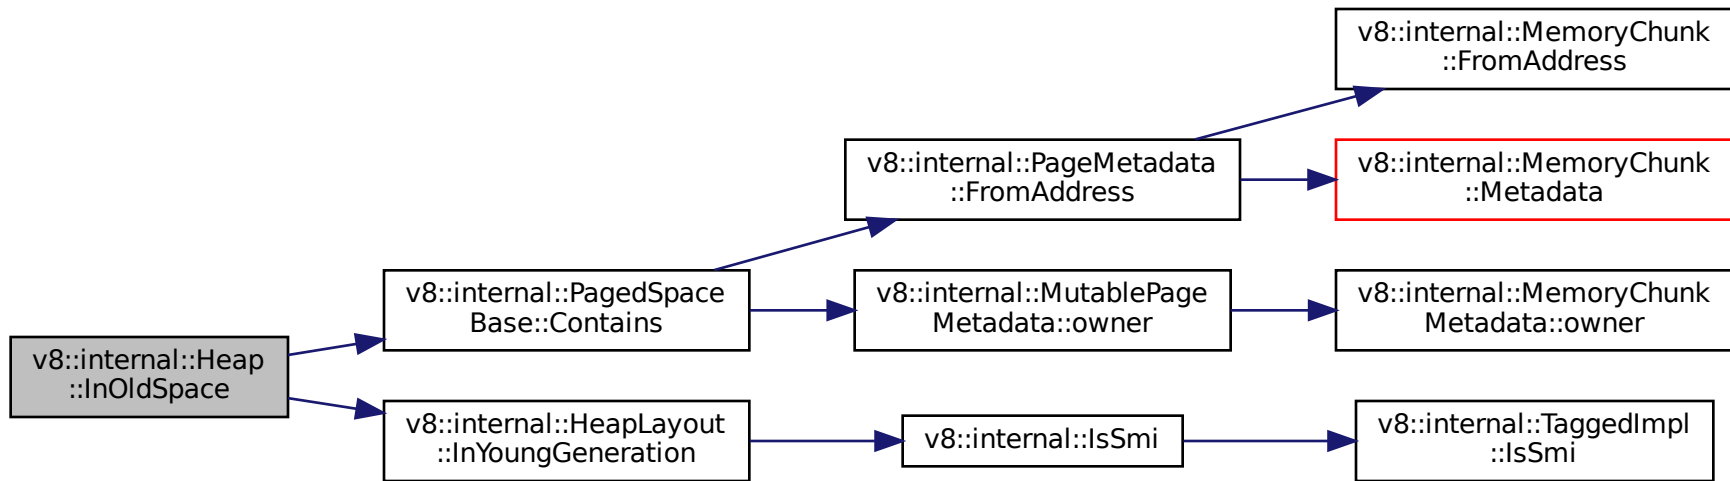 v8::internal::MemoryChunk
::FromAddress
v8::internal::PageMetadata
::FromAddress
v8::internal::MemoryChunk
::Metadata
v8::internal::PagedSpace
Base::Contains
v8::internal::MutablePage
Metadata::owner
v8::internal::MemoryChunk
Metadata::owner
v8::internal::Heap
::InOldSpace
v8::internal::HeapLayout
::InYoungGeneration
v8::internal::IsSmi
v8::internal::TaggedImpl
::IsSmi